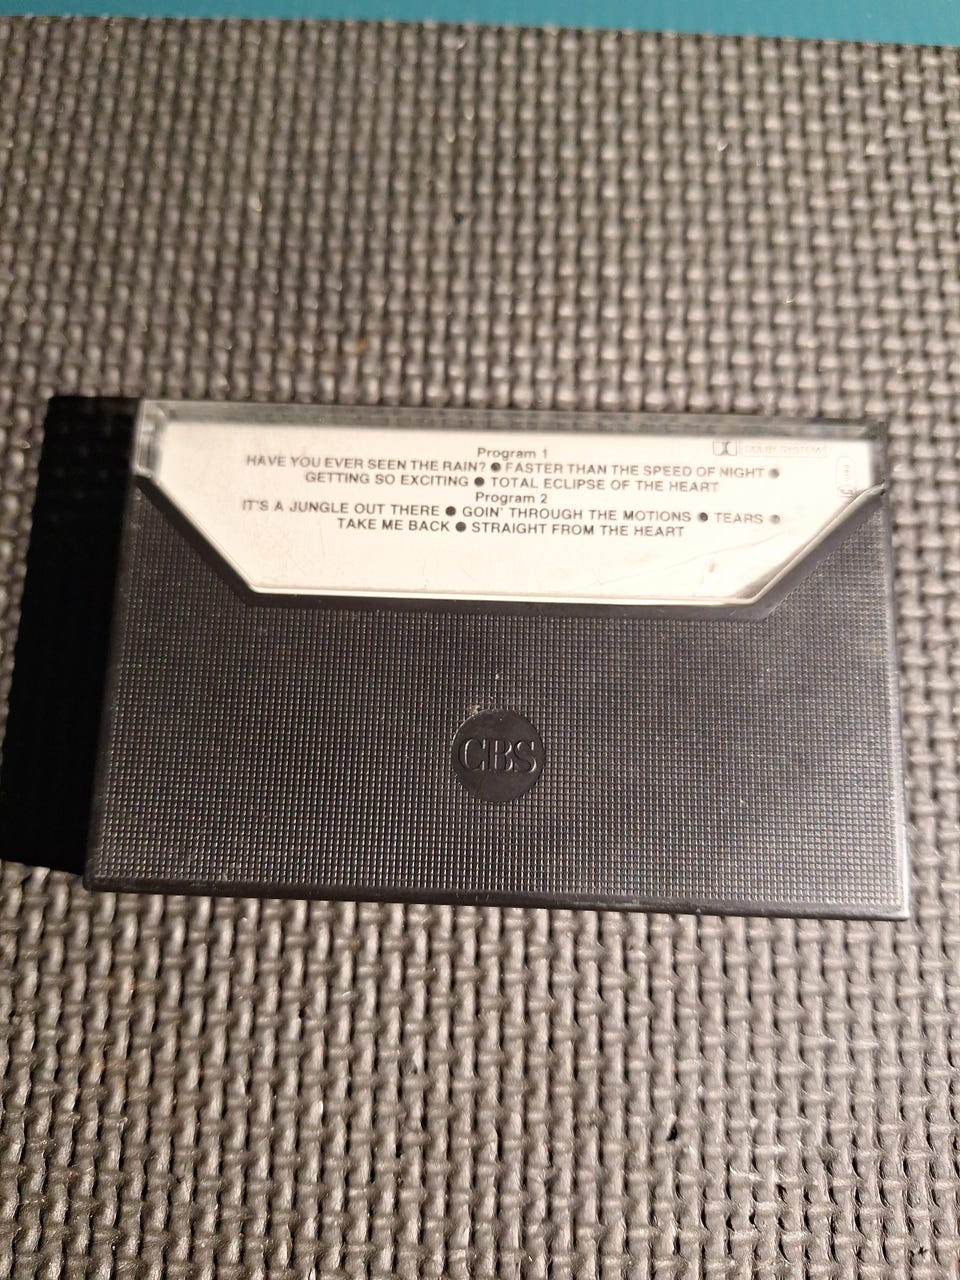 Program 1
DOLBY SYSTEM
HAVE YOU EVER SEEN THE RAIN? ● FASTER THAN THE SPEED OF NIGHT ●
GETTING SO EXCITING ● TOTAL ECLIPSE OF THE HEART
Program 2
IT'S A JUNGLE OUT THERE ● GOIN' THROUGH THE MOTIONS ● TEARS ●
TAKE ME BACK ● STRAIGHT FROM THE HEART
CBS